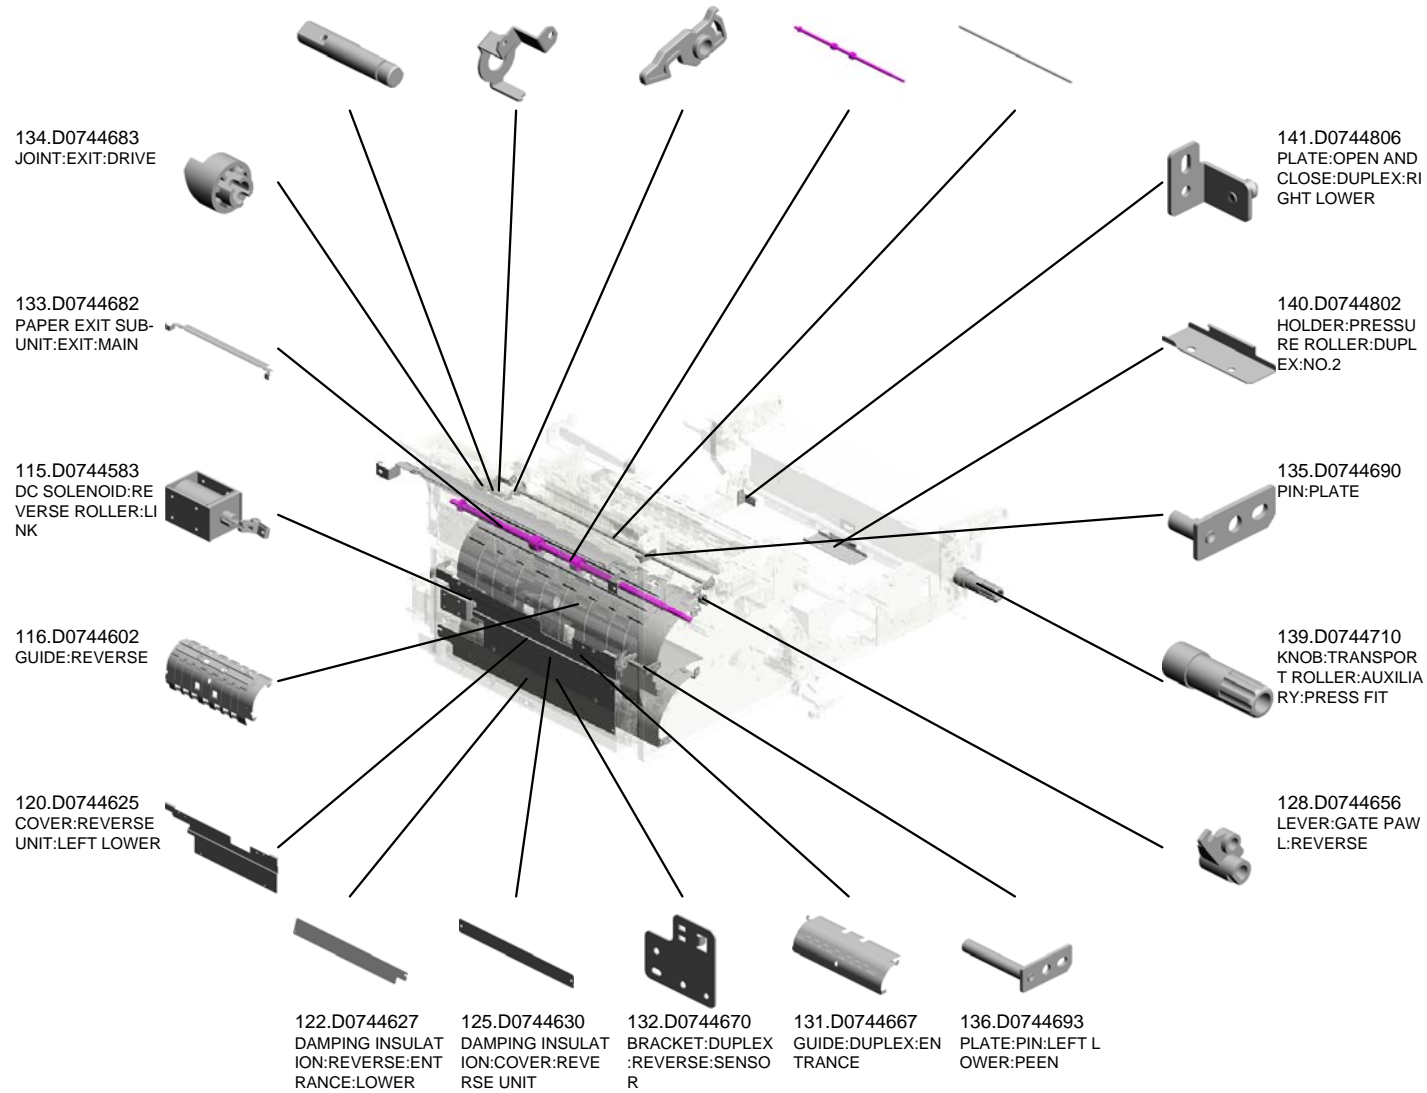 134.D0744683
JOINT:EXIT:DRIVE
133.D0744682
PAPER EXIT SUB-
UNIT:EXIT:MAIN
115.D0744583
DC SOLENOID:RE
VERSE ROLLER:LI
NK
116.D0744602
GUIDE:REVERSE
120.D0744625
COVER:REVERSE
UNIT:LEFT LOWER
122.D0744627
DAMPING INSULAT
ION:REVERSE:ENT
RANCE:LOWER
125.D0744630
DAMPING INSULAT
ION:COVER:REVE
RSE UNIT
132.D0744670
BRACKET:DUPLEX
:REVERSE:SENSO
R
131.D0744667
GUIDE:DUPLEX:EN
TRANCE
136.D0744693
PLATE:PIN:LEFT L
OWER:PEEN
141.D0744806
PLATE:OPEN AND
CLOSE:DUPLEX:RI
GHT LOWER
140.D0744802
HOLDER:PRESSU
RE ROLLER:DUPL
EX:NO.2
135.D0744690
PIN:PLATE
139.D0744710
KNOB:TRANSPOR
T ROLLER:AUXILIA
RY:PRESS FIT
128.D0744656
LEVER:GATE PAW
L:REVERSE